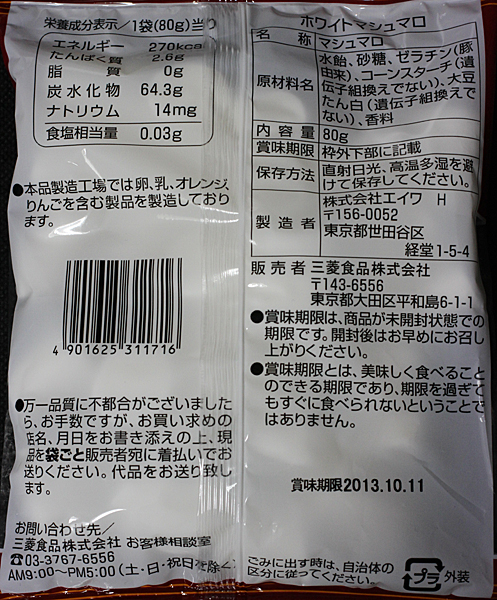 栄養成分表示/1袋(80g)当り
エネルギー 270kcal
たんぱく質 2.6g
脂質 0g
炭水化物 64.3g
ナトリウム 14mg
食塩相当量 0.03g
●本品製造工場では卵、乳、オレンジ、
りんごを含む製品を製造しており
ます。
4 901625 311716
●万一品質に不都合がございました
ら、お手数ですが、お買い求めの
店名、月日をお書き添えの上、現
品を袋ごと販売者宛に着払いでお
送りください。代品をお送り致し
ます。
お問い合わせ先/
三菱食品株式会社 お客様相談室
☎03-3767-6556
AM9:00～PM5:00(土・日・祝日を除く)
ホワイトマシュマロ
名称 マシュマロ
原材料名 水飴、砂糖、ゼラチン(豚
由来)、コーンスターチ(遺
伝子組換えでない)、大豆
たん白(遺伝子組換えで
ない)、香料
内容量 80g
賞味期限 枠外下部に記載
保存方法 直射日光、高温多湿を避
けて保存してください。
製造者 株式会社エイワ H
〒156-0052
東京都世田谷区
経堂1-5-4
販売者 三菱食品株式会社
〒143-6556
東京都大田区平和島6-1-1
●賞味期限は、商品が未開封状態での
期限です。開封後はお早めにお召し
上がりください。
●賞味期限とは、美味しく食べること
のできる期限であり、期限を過ぎて
もすぐに食べられないということで
はありません。
賞味期限2013.10.11
ごみに出す時は、自治体の
区分に従ってください。
プラ 外装